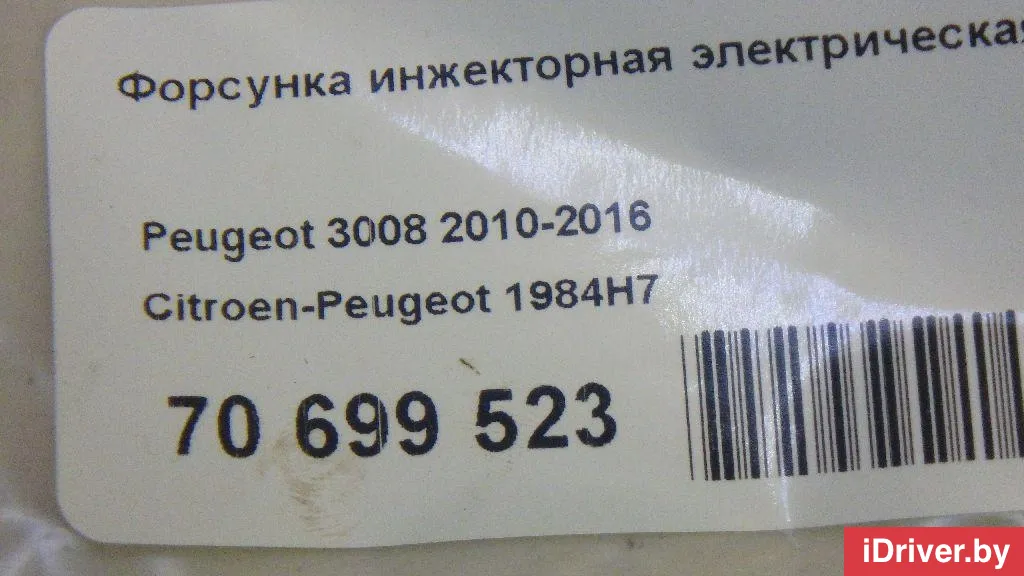 Форсунка инжекторная электрическая
Peugeot 3008 2010-2016
Citroen-Peugeot 1984H7
70 699 523
iDriver.by